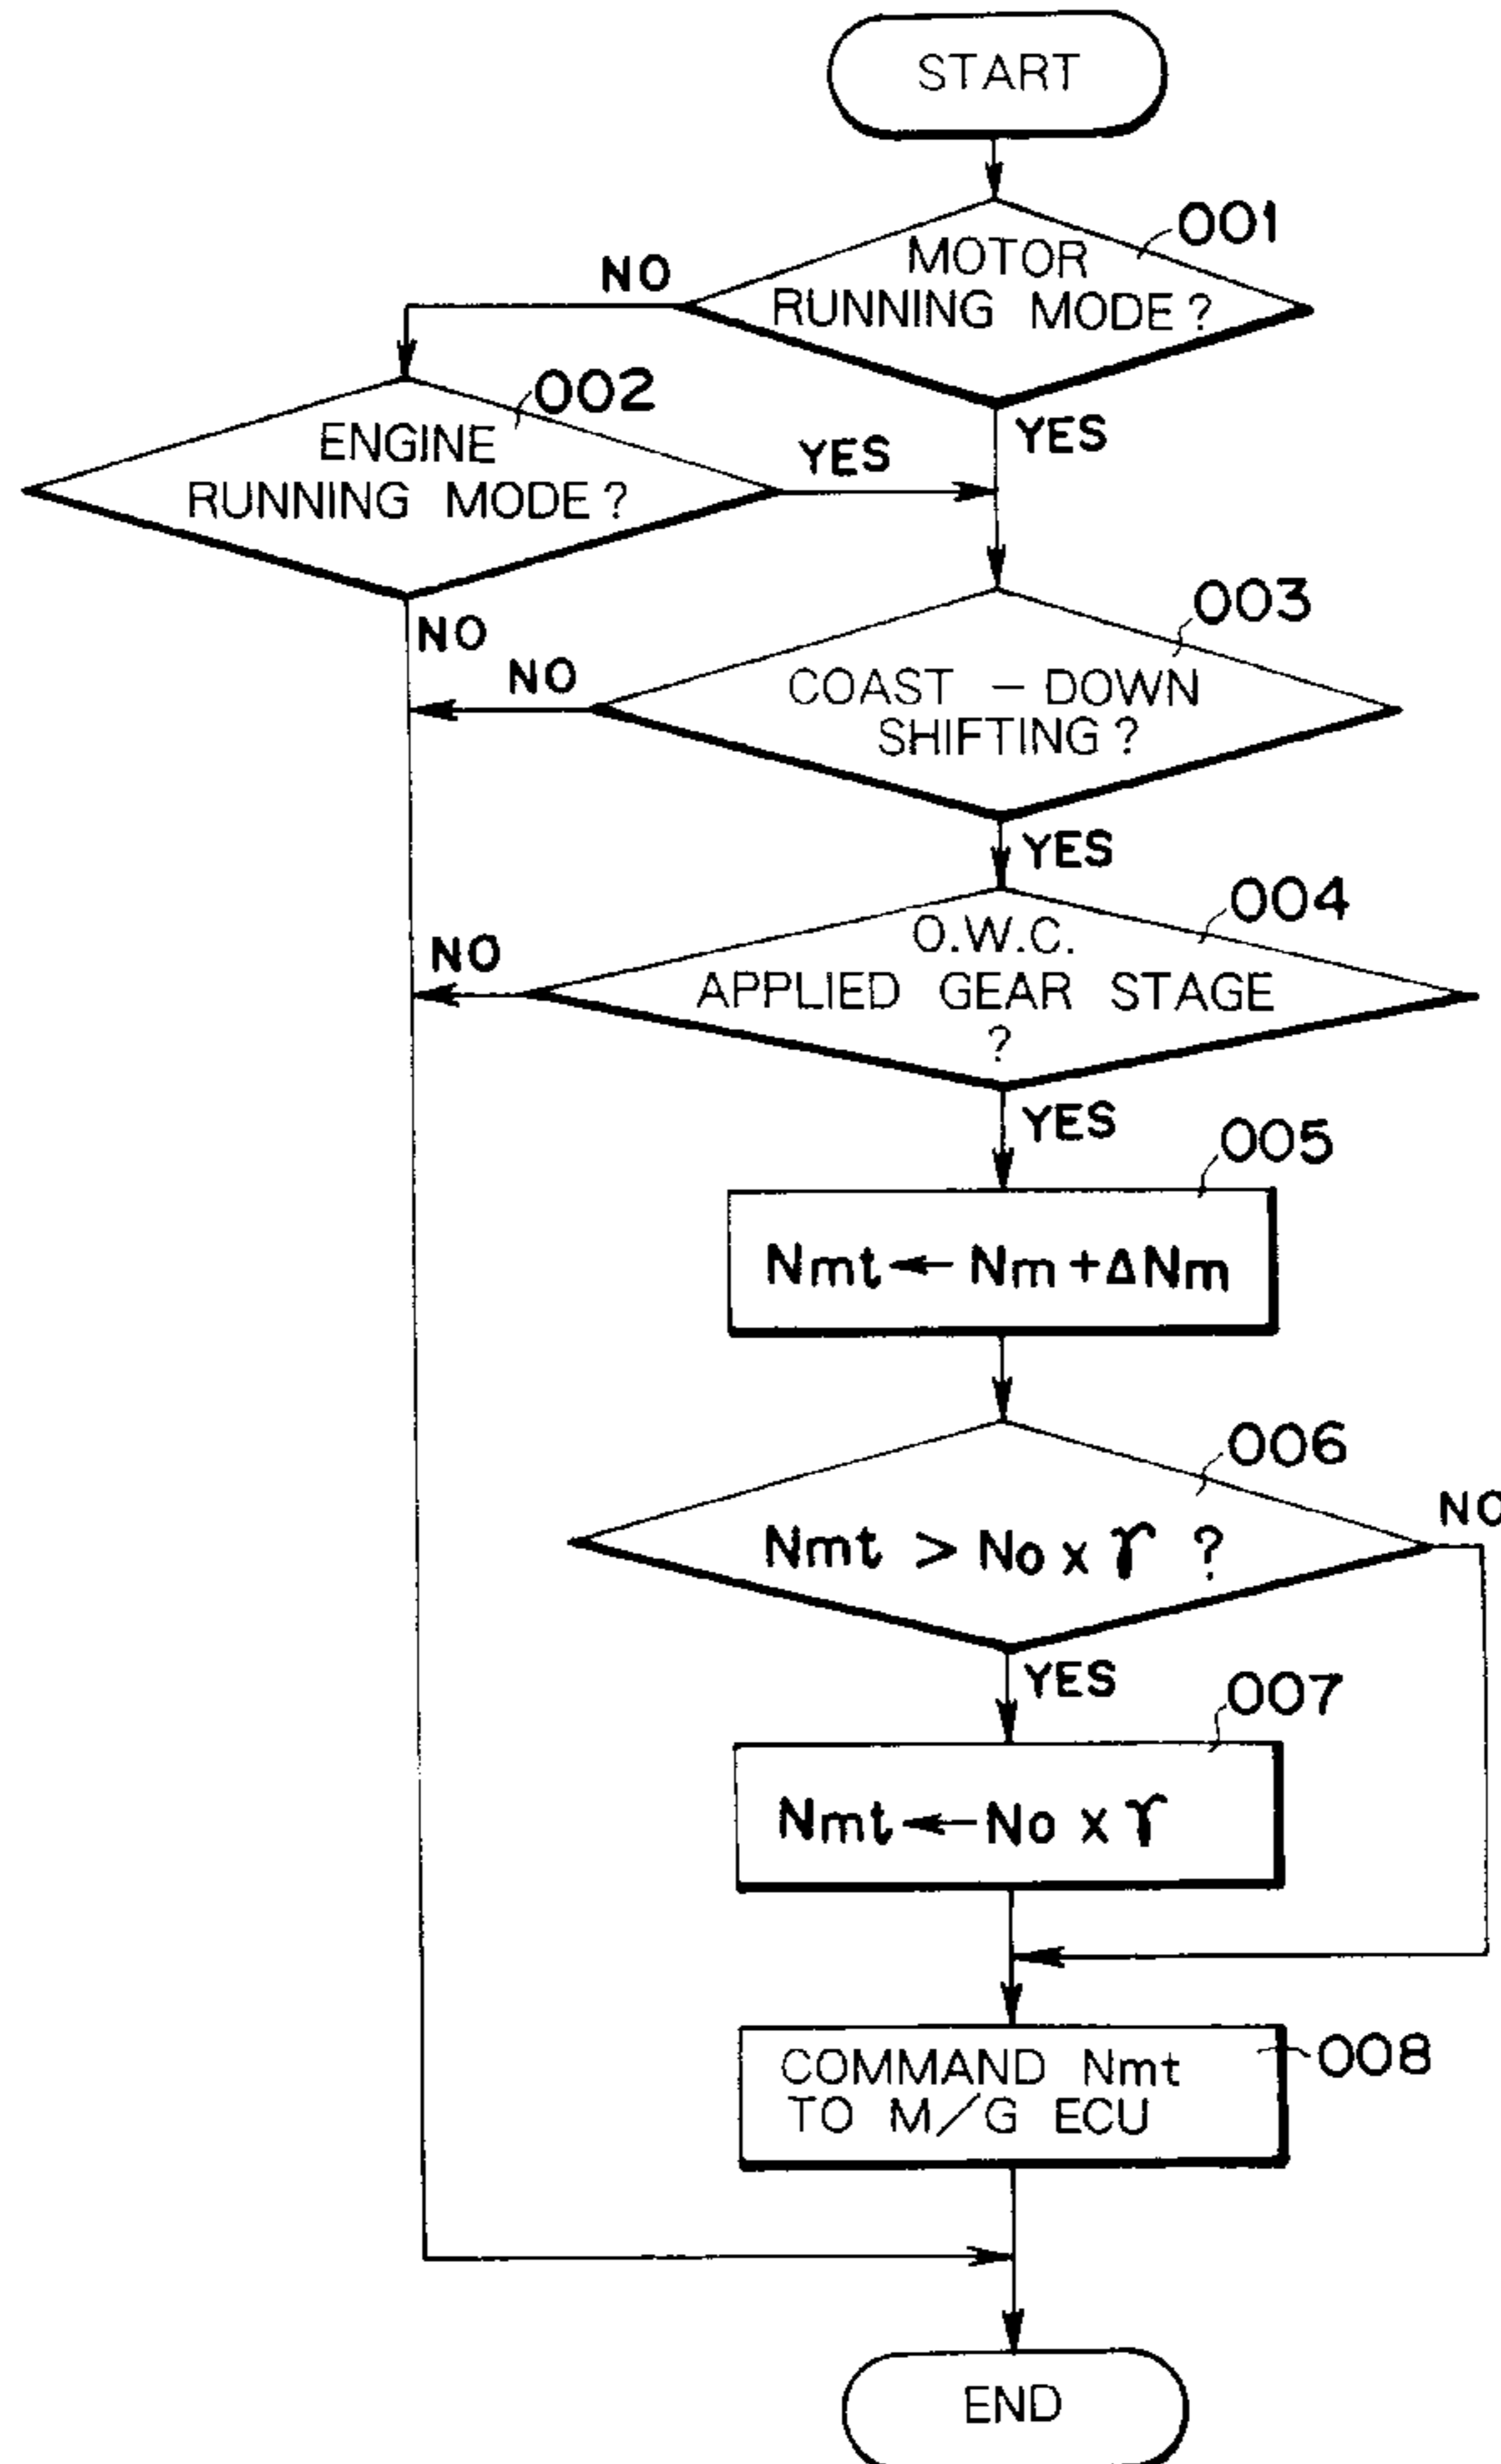 START
001
MOTOR
RUNNING MODE ?
NO
YES
002
ENGINE
RUNNING MODE ?
YES
NO
003
COAST – DOWN
SHIFTING ?
NO
YES
004
O.W.C.
APPLIED GEAR STAGE
?
NO
YES
005
Nmt ← Nm + Δ Nm
006
Nmt > No x γ ?
NO
YES
007
Nmt ← No x γ
008
COMMAND Nmt
TO M/G ECU
END